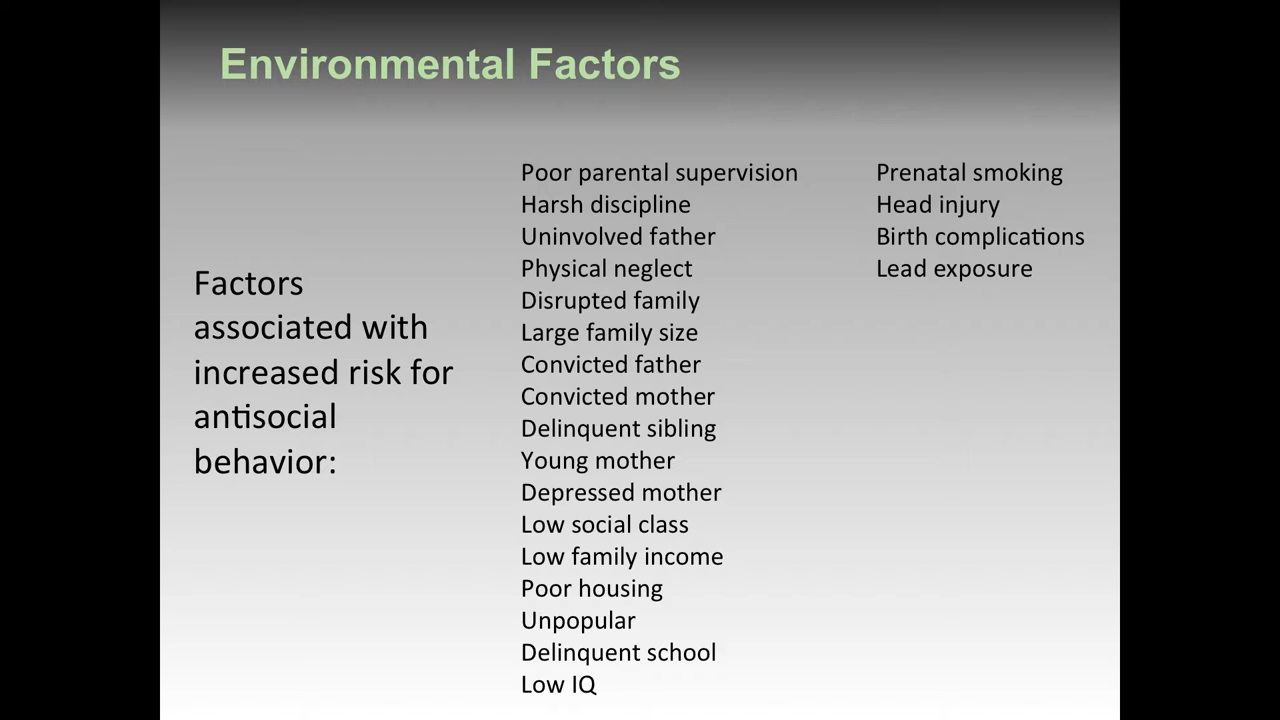 Environmental Factors
Factors
associated with
increased risk for
antisocial
behavior:
Poor parental supervision
Harsh discipline
Uninvolved father
Physical neglect
Disrupted family
Large family size
Convicted father
Convicted mother
Delinquent sibling
Young mother
Depressed mother
Low social class
Low family income
Poor housing
Unpopular
Delinquent school
Low IQ
Prenatal smoking
Head injury
Birth complications
Lead exposure